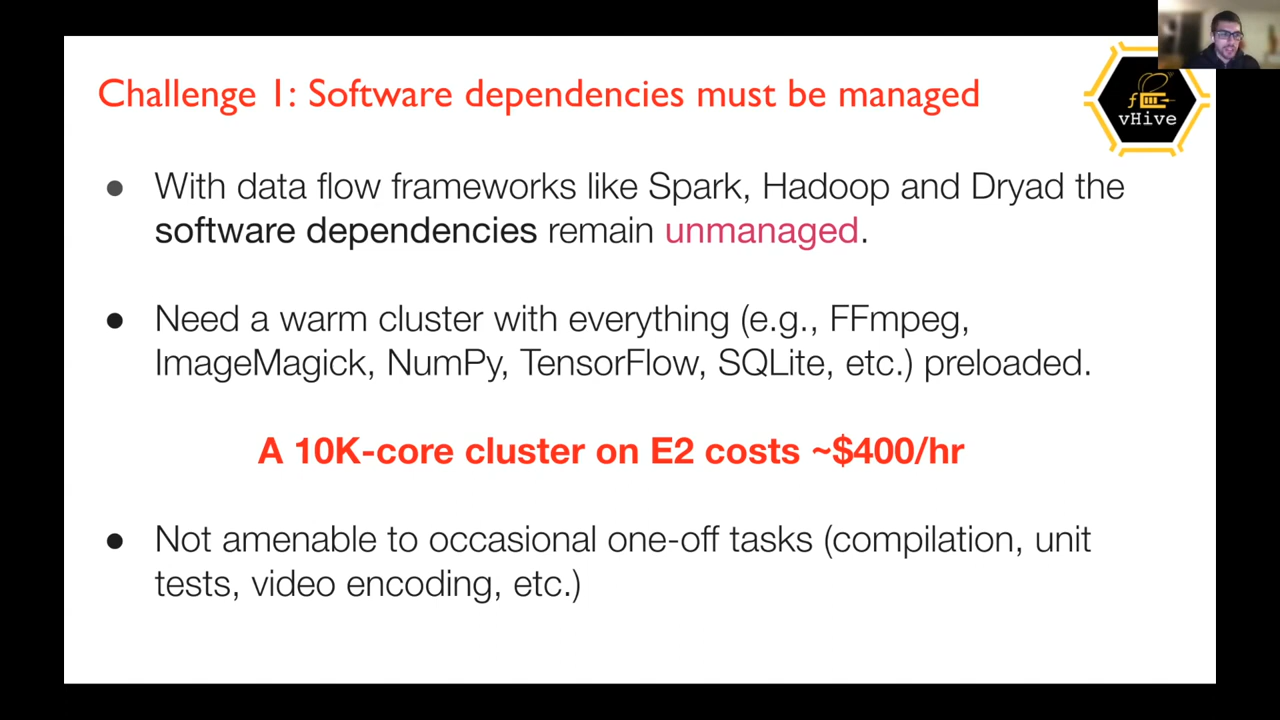 Challenge 1: Software dependencies must be managed
vHive
● With data flow frameworks like Spark, Hadoop and Dryad the
software dependencies remain unmanaged.
● Need a warm cluster with everything (e.g., FFmpeg,
ImageMagick, NumPy, TensorFlow, SQLite, etc.) preloaded.
A 10K-core cluster on E2 costs ~$400/hr
● Not amenable to occasional one-off tasks (compilation, unit
tests, video encoding, etc.)